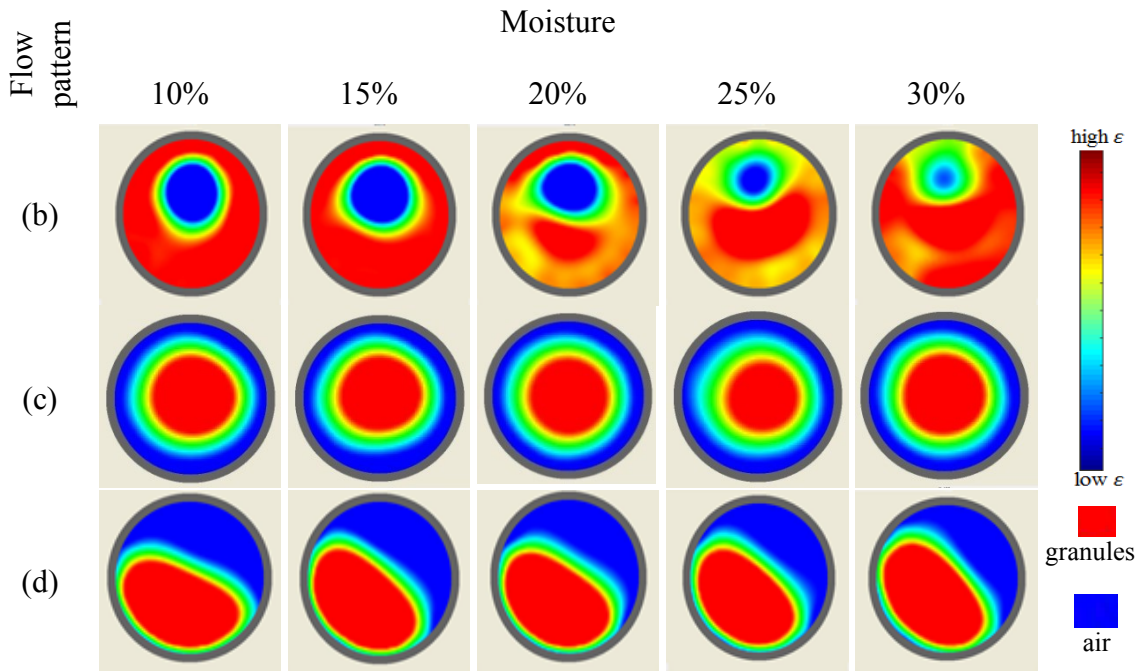 Moisture
Flow
pattern
10% 15% 20% 25% 30%
high ε
(b)
(c)
low ε
granules
(d)
air